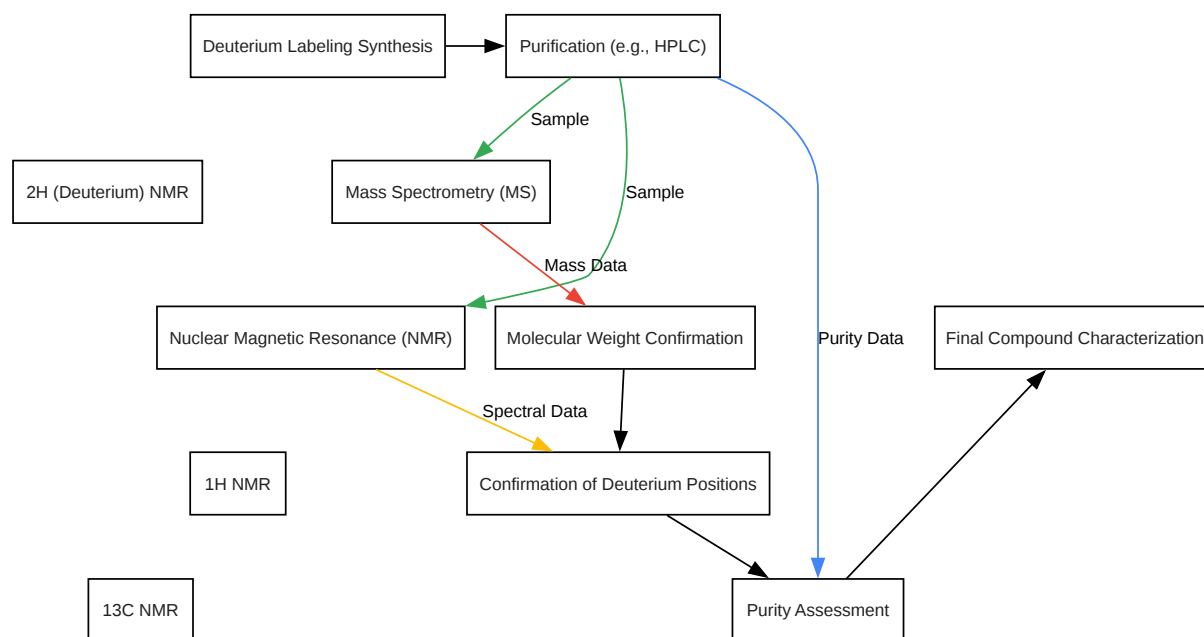 Deuterium Labeling Synthesis
Purification (e.g., HPLC)
Sample
2H (Deuterium) NMR
Mass Spectrometry (MS)
Sample
Mass Data
Nuclear Magnetic Resonance (NMR)
Molecular Weight Confirmation
Purity Data
Final Compound Characterization
Spectral Data
1H NMR
Confirmation of Deuterium Positions
13C NMR
Purity Assessment